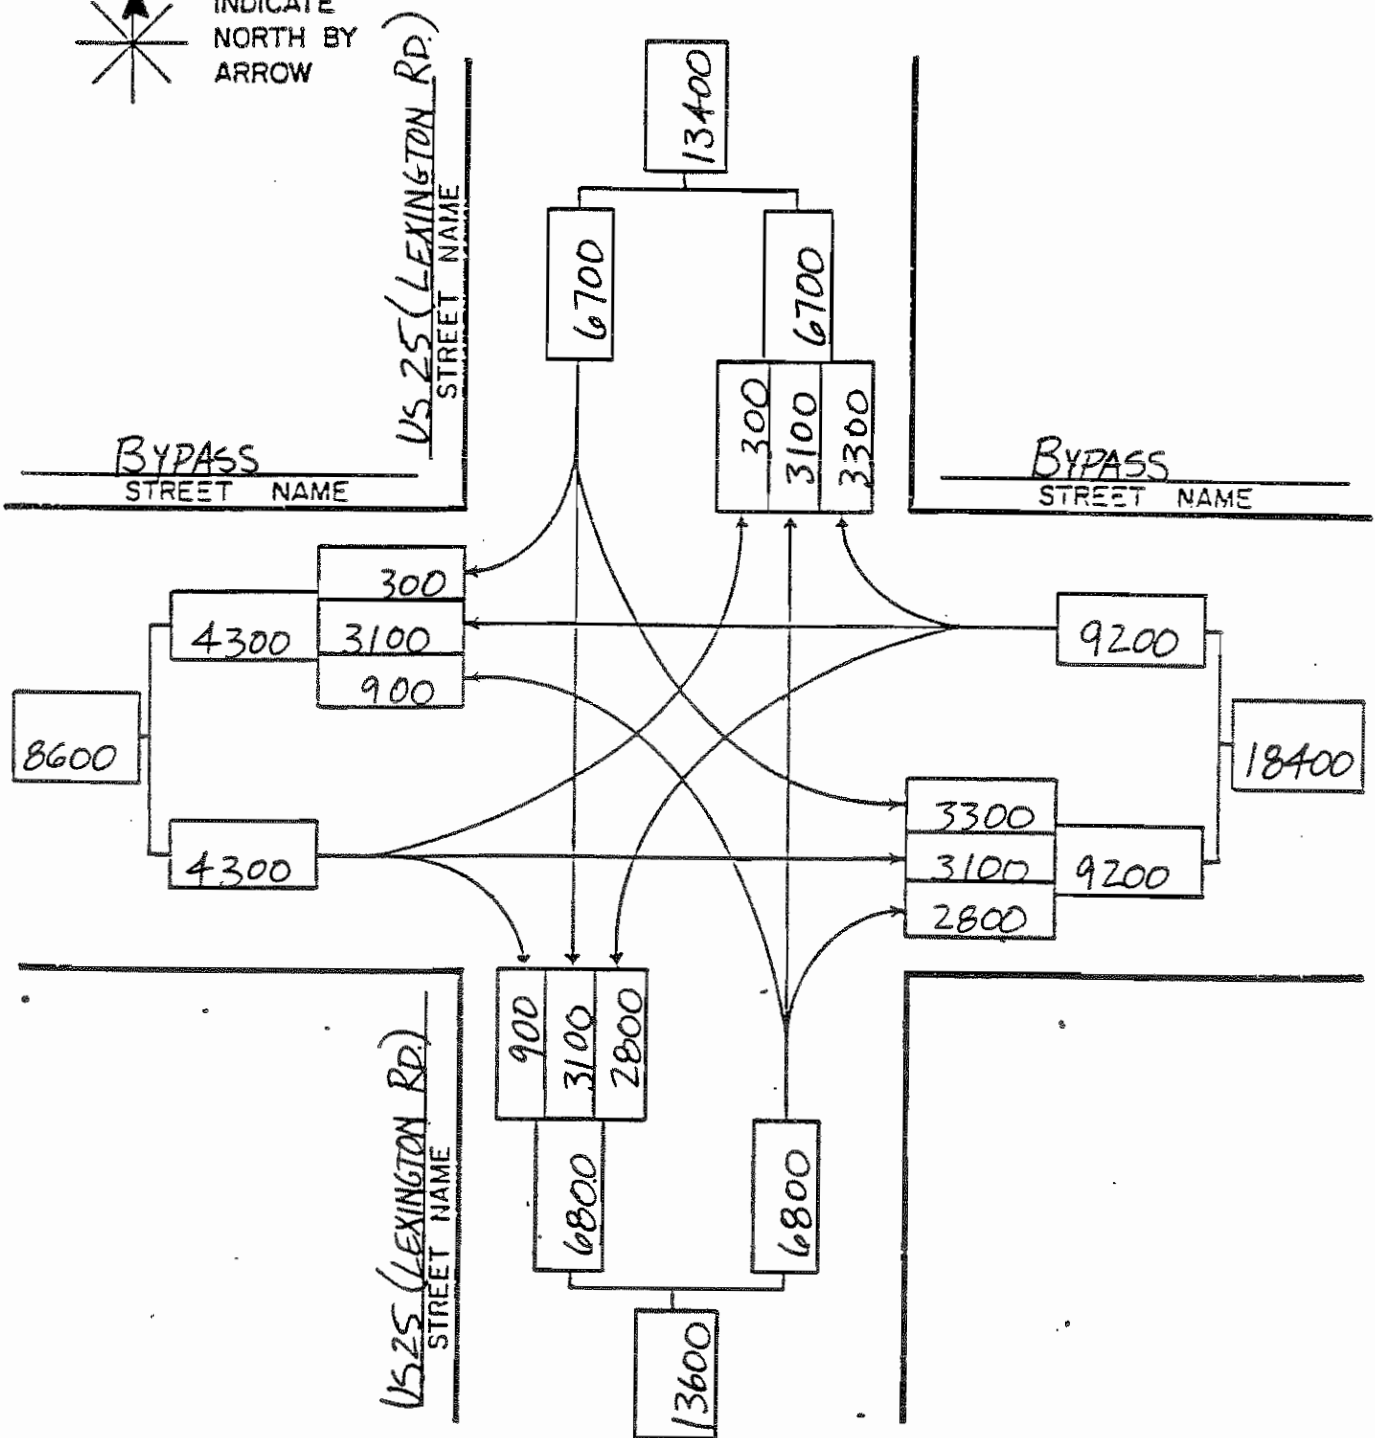 INDICATE
NORTH BY
ARROW
US 25 (LEXINGTON RD.)
STREET NAME
13400
6700
6700
300
3100
3300
BYPASS
STREET NAME
BYPASS
STREET NAME
300
4300
3100
900
9200
8600
18400
4300
3300
3100
9200
2800
900
3100
2800
US25 (LEXINGTON RD.)
STREET NAME
6800
6800
13600